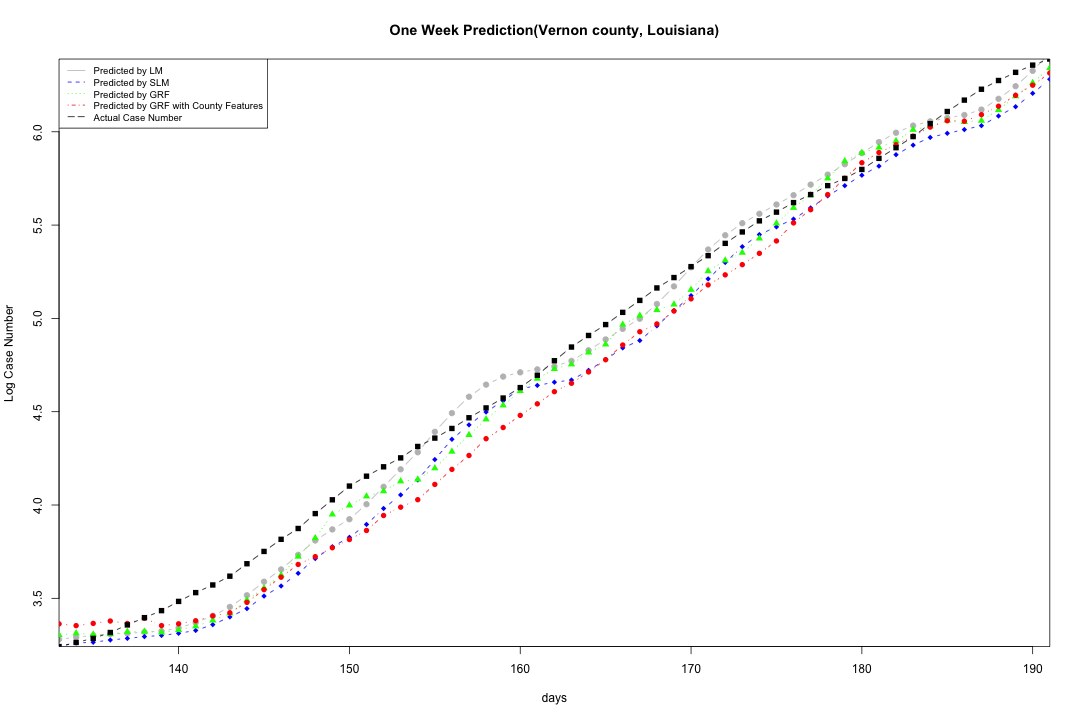 One Week Prediction(Vernon county, Louisiana)
Predicted by LM
Predicted by SLM
Predicted by GRF
Predicted by GRF with County Features
Actual Case Number
Log Case Number
6.0
5.5
5.0
4.5
4.0
3.5
140 150 160 170 180 190
days